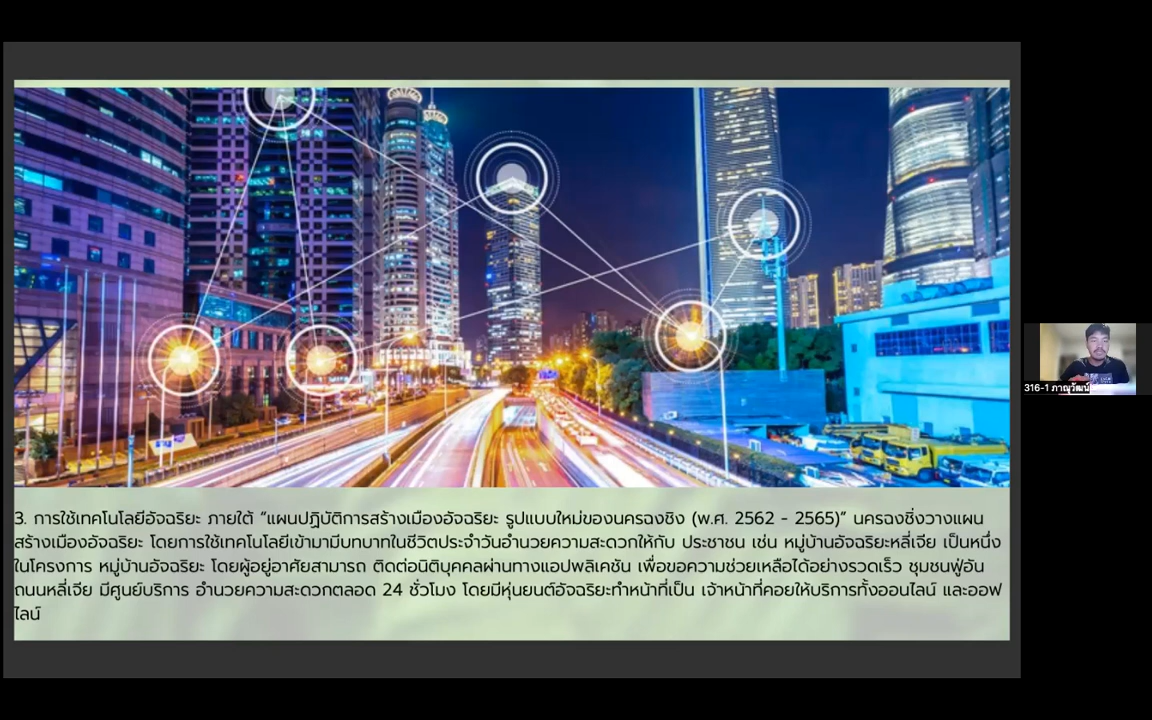 3. การใช้เทคโนโลยีอัจฉริยะ ภายใต้ “แผนปฏิบัติการสร้างเมืองอัจฉริยะ รูปแบบใหม่ของนครฉงชิง (พ.ศ. 2562 - 2565)” นครฉงชิ่งวางแผน
สร้างเมืองอัจฉริยะ โดยการใช้เทคโนโลยีเข้ามามีบทบาทในชีวิตประจำวันอำนวยความสะดวกให้กับ ประชาชน เช่น หมู่บ้านอัจฉริยะหลี่เจีย เป็นหนึ่ง
ในโครงการ หมู่บ้านอัจฉริยะ โดยผู้อยู่อาศัยสามารถ ติดต่อนิติบุคคลผ่านทางแอปพลิเคชัน เพื่อขอความช่วยเหลือได้อย่างรวดเร็ว ชุมชนฟู่อัน
ถนนหลี่เจีย มีศูนย์บริการ อำนวยความสะดวกตลอด 24 ชั่วโมง โดยมีหุ่นยนต์อัจฉริยะทำหน้าที่เป็น เจ้าหน้าที่คอยให้บริการทั้งออนไลน์ และออฟ
ไลน์
316-1 ภาณุวัฒน์